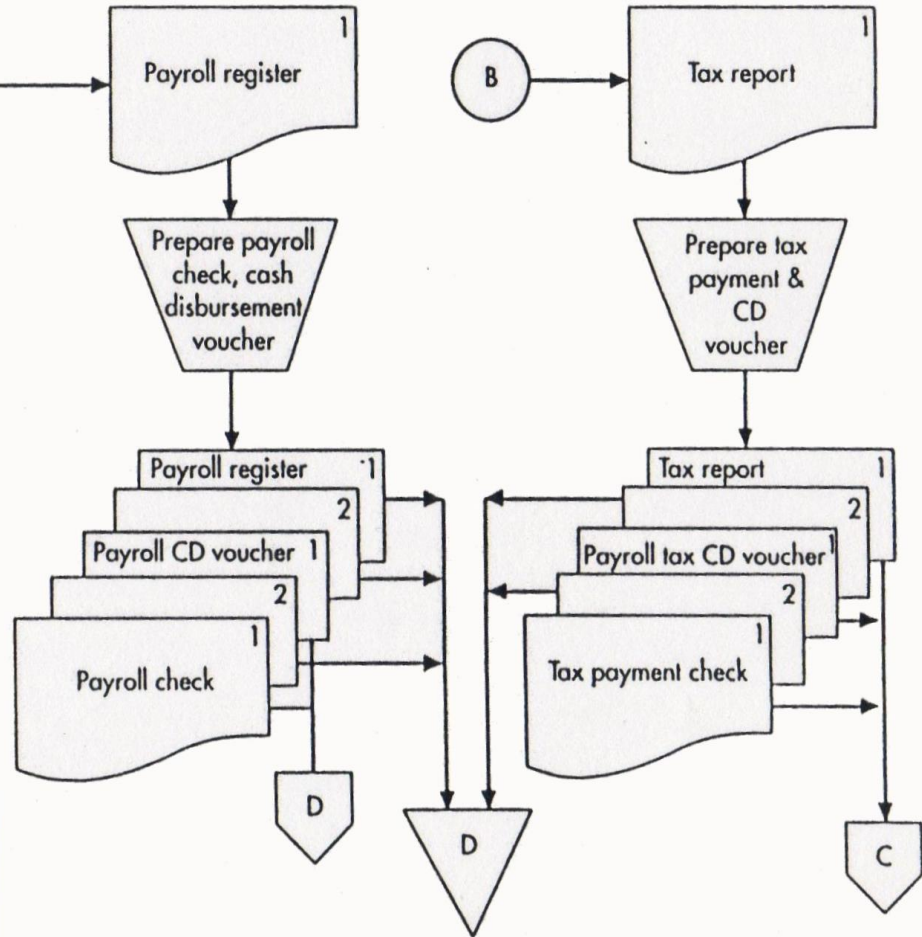 1
Payroll register
B
1
Tax report
Prepare payroll
check, cash
disbursement
voucher
Prepare tax
payment &
CD
voucher
Payroll register 1
2
Payroll CD voucher 1
2
1
Payroll check
D
D
Tax report 1
2
Payroll tax CD voucher 1
2
1
Tax payment check
C